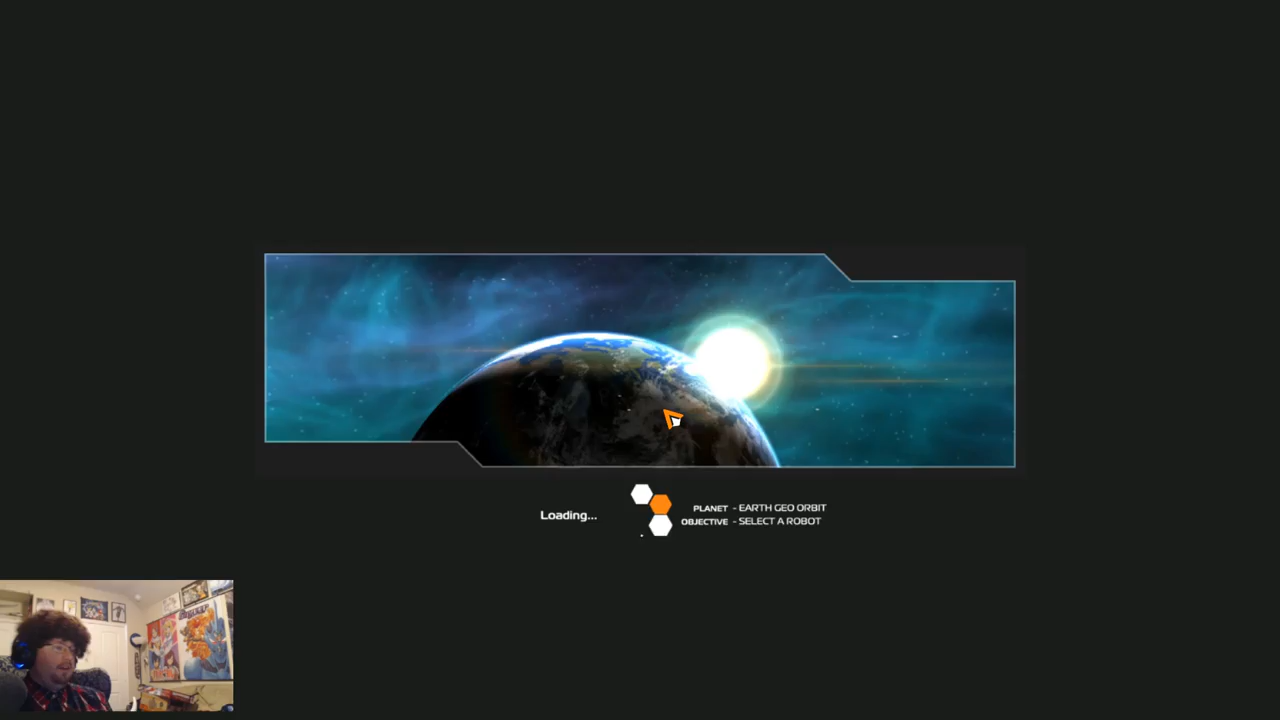 Loading...
PLANET - EARTH GEO ORBIT
OBJECTIVE - SELECT A ROBOT